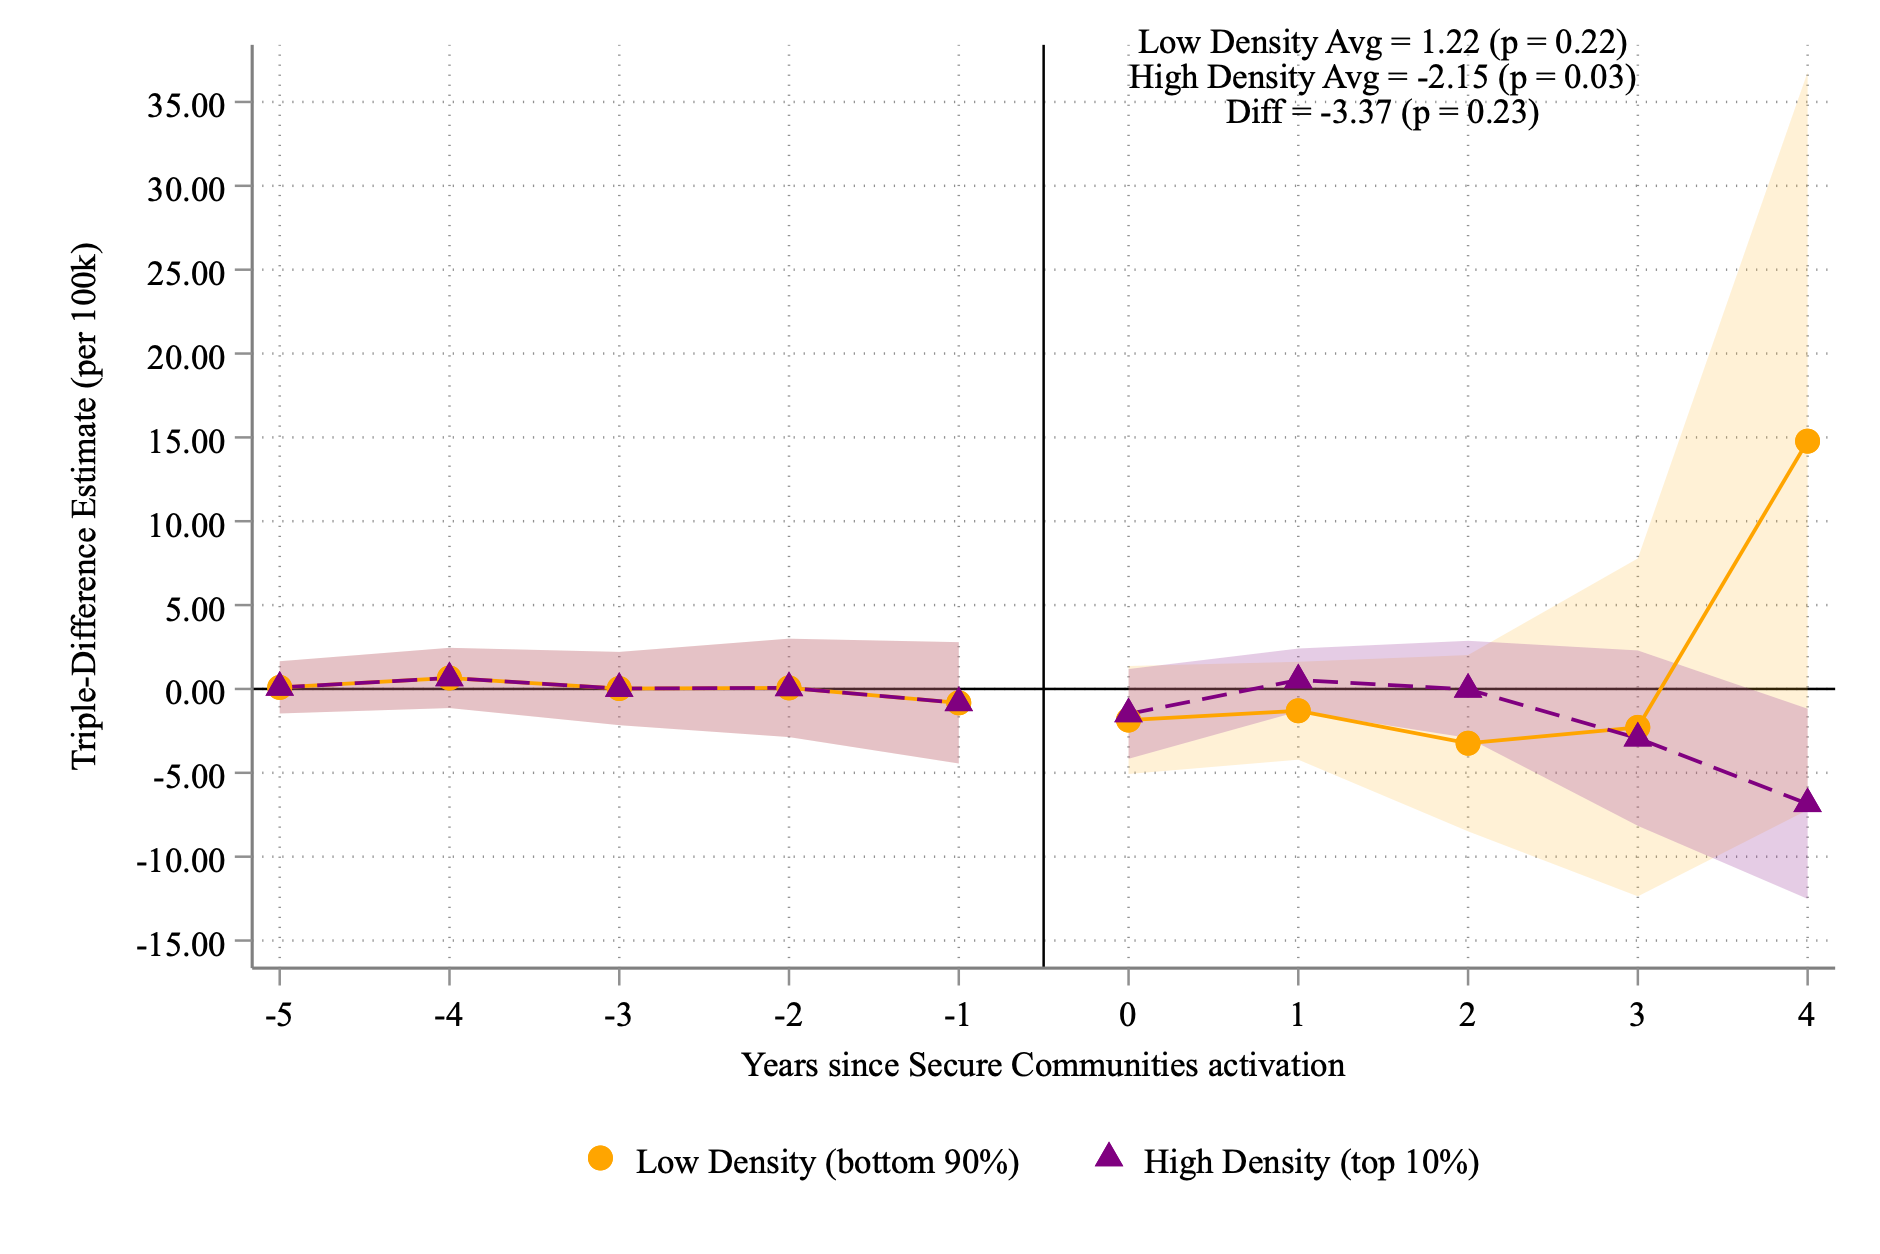 Low Density Avg = 1.22 (p = 0.22)
High Density Avg = -2.15 (p = 0.03)
Diff = -3.37 (p = 0.23)
Triple-Difference Estimate (per 100k)
35.00
30.00
25.00
20.00
15.00
10.00
5.00
0.00
-5.00
-10.00
-15.00
-5 -4 -3 -2 -1 0 1 2 3 4
Years since Secure Communities activation
Low Density (bottom 90%) High Density (top 10%)